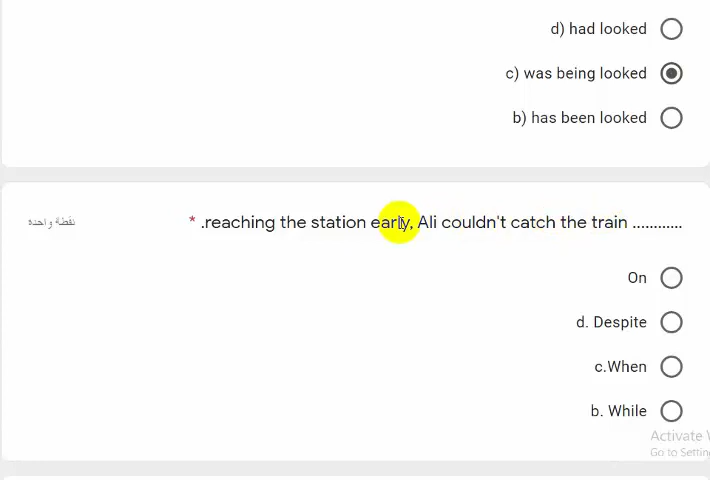 d) had looked
c) was being looked
b) has been looked
* .reaching the station early, Ali couldn't catch the train ............
نقطة واحدة
On
d. Despite
c.When
b. While
Activate
Go to Settin